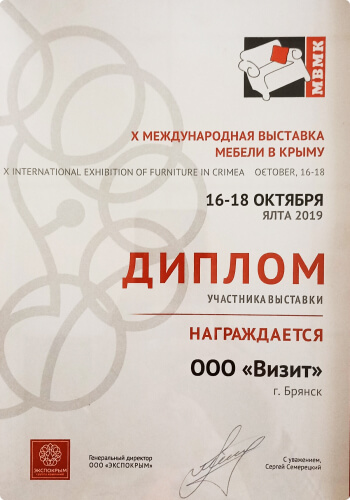 МВМК
X МЕЖДУНАРОДНАЯ ВЫСТАВКА
МЕБЕЛИ В КРЫМУ
X INTERNATIONAL EXHIBITION OF FURNITURE IN CRIMEA OCTOBER, 16-18
16-18 ОКТЯБРЯ
ЯЛТА 2019
ДИПЛОМ
УЧАСТНИКА ВЫСТАВКИ
НАГРАЖДАЕТСЯ
ООО «Визит»
г. Брянск
ЭКСПОКРЫМ
Генеральный директор
ООО «ЭКСПОКРЫМ»
С уважением,
Сергей Семерецкий